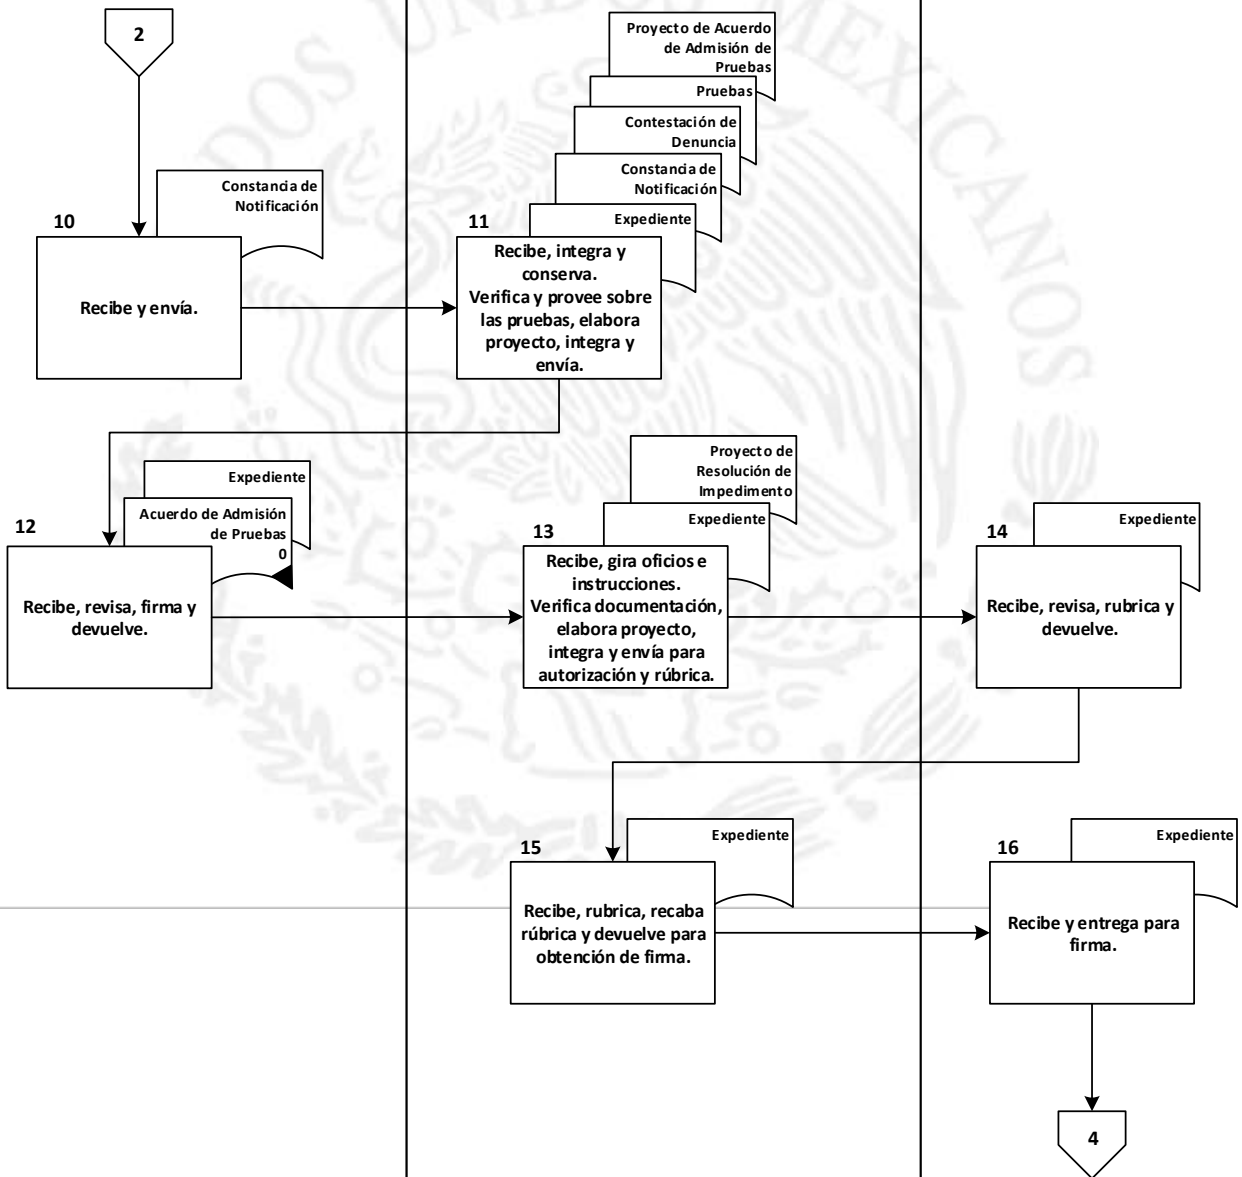 2
Constancia de
Notificación
10
Recibe y envía.
Proyecto de Acuerdo
de Admisión de
Pruebas
Pruebas
Contestación de
Denuncia
Constancia de
Notificación
Expediente
11
Recibe, integra y
conserva.
Verifica y provee sobre
las pruebas, elabora
proyecto, integra y
envía.
Expediente
Acuerdo de Admisión
de Pruebas
0
12
Recibe, revisa, firma y
devuelve.
Proyecto de
Resolución de
Impedimento
Expediente
13
Recibe, gira oficios e
instrucciones.
Verifica documentación,
elabora proyecto,
integra y envía para
autorización y rúbrica.
Expediente
14
Recibe, revisa, rubrica y
devuelve.
Expediente
15
Recibe, rubrica, recaba
rúbrica y devuelve para
obtención de firma.
Expediente
16
Recibe y entrega para
firma.
4
DOS UNIDOS MEXICANOS